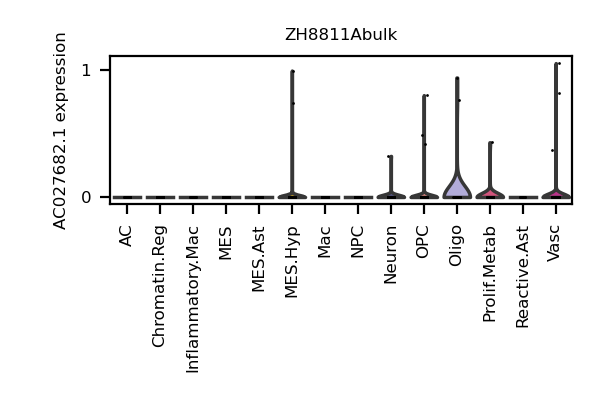 ZH8811Abulk
AC027682.1 expression
1
0
AC
Chromatin.Reg
Inflammatory.Mac
MES
MES.Ast
MES.Hyp
Mac
NPC
Neuron
OPC
Oligo
Prolif.Metab
Reactive.Ast
Vasc